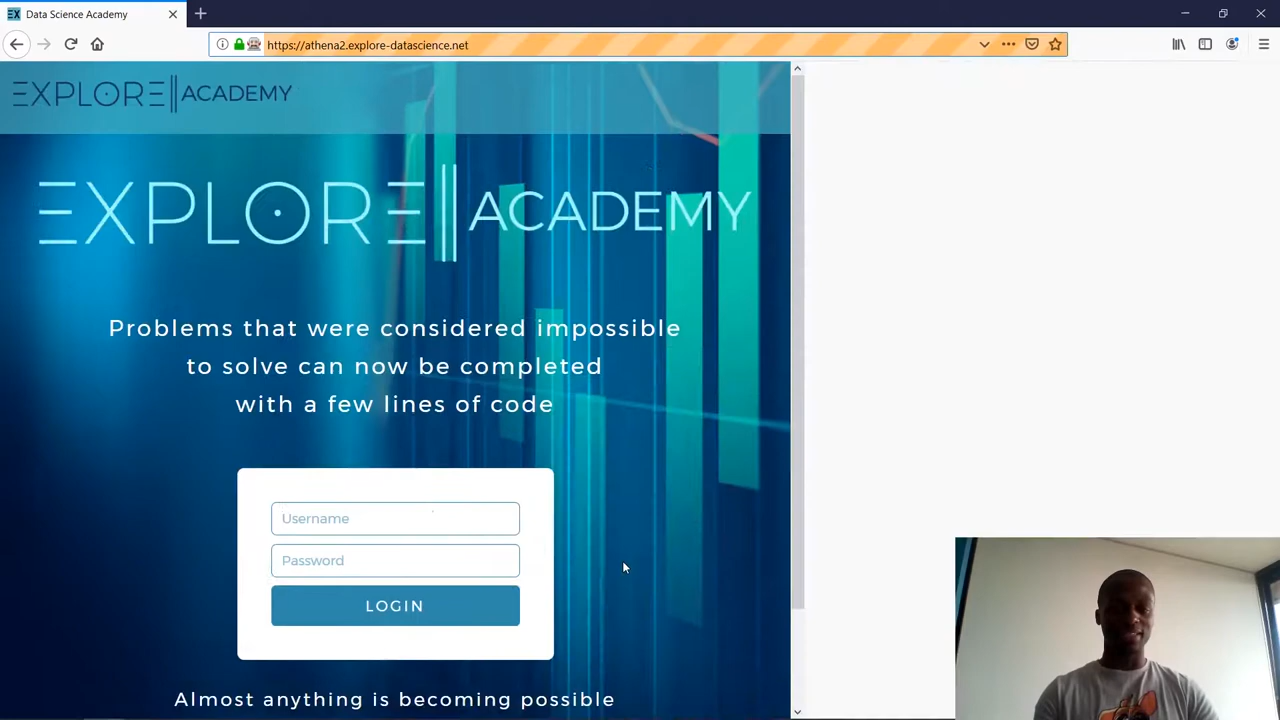 Data Science Academy
https://athena2.explore-datascience.net
EXPLORE ACADEMY
EXPLORE ACADEMY
Problems that were considered impossible
to solve can now be completed
with a few lines of code
Username
Password
LOGIN
Almost anything is becoming possible